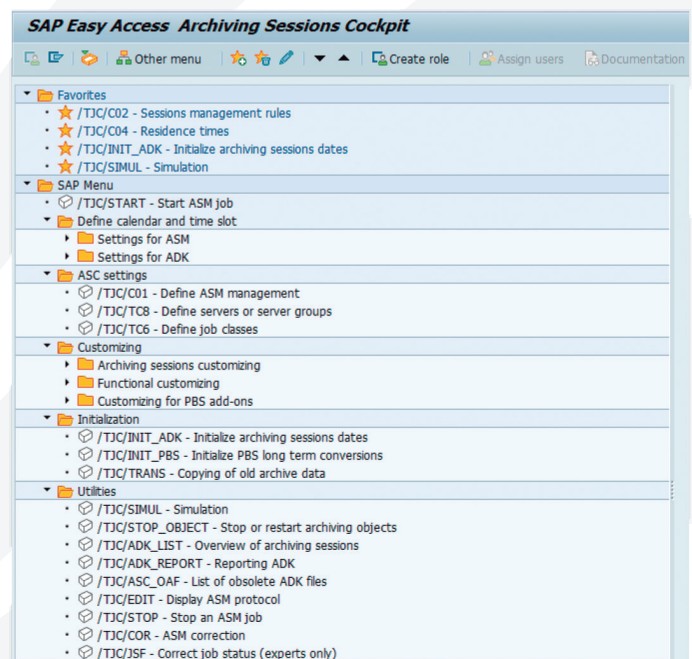 SAP Easy Access Archiving Sessions Cockpit
Other menu Create role Assign users Documentation
Favorites
/TJC/C02 - Sessions management rules
/TJC/C04 - Residence times
/TJC/INIT_ADK - Initialize archiving sessions dates
/TJC/SIMUL - Simulation
SAP Menu
/TJC/START - Start ASM job
Define calendar and time slot
Settings for ASM
Settings for ADK
ASC settings
/TJC/C01 - Define ASM management
/TJC/TC8 - Define servers or server groups
/TJC/TC6 - Define job classes
Customizing
Archiving sessions customizing
Functional customizing
Customizing for PBS add-ons
Initialization
/TJC/INIT_ADK - Initialize archiving sessions dates
/TJC/INIT_PBS - Initialize PBS long term conversions
/TJC/TRANS - Copying of old archive data
Utilities
/TJC/SIMUL - Simulation
/TJC/STOP_OBJECT - Stop or restart archiving objects
/TJC/ADK_LIST - Overview of archiving sessions
/TJC/ADK_REPORT - Reporting ADK
/TJC/ASC_OAF - List of obsolete ADK files
/TJC/EDIT - Display ASM protocol
/TJC/STOP - Stop an ASM job
/TJC/COR - ASM correction
/TJC/JSF - Correct job status (experts only)